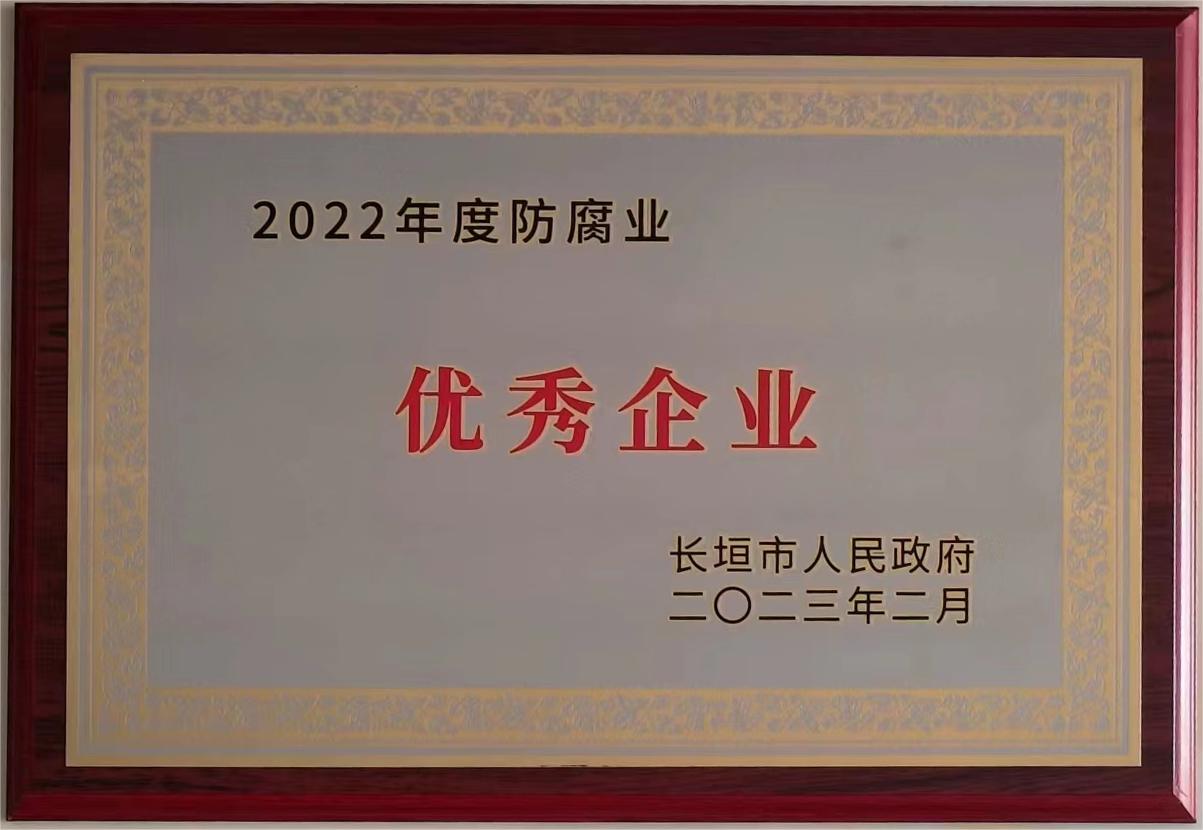 2022年度防腐业
优秀企业
长垣市人民政府
二〇二三年二月